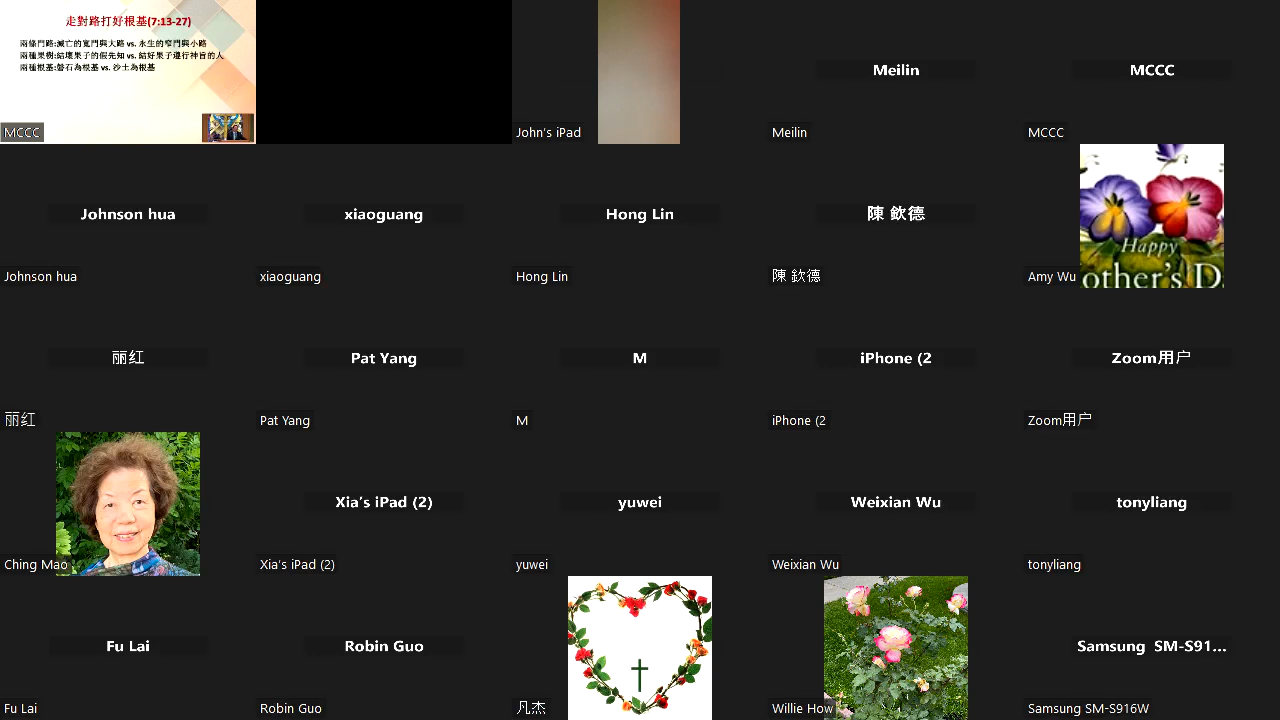 走對路打好根基(7:13-27)
兩條門路:滅亡的寬門與大路 vs. 永生的窄門與小路
兩種果樹:結壞果子的假先知 vs. 結好果子遵行神旨的人
兩種根基:磐石為根基 vs. 沙土為根基
MCCC
John's iPad
Meilin
Meilin
MCCC
MCCC
Johnson hua
Johnson hua
xiaoguang
xiaoguang
Hong Lin
Hong Lin
陳 欽德
陳 欽德
Happy
other's D
Amy Wu
丽红
丽红
Pat Yang
Pat Yang
M
M
iPhone (2
iPhone (2
Zoom用户
Zoom用户
Ching Mao
Xia's iPad (2)
Xia's iPad (2)
yuwei
yuwei
Weixian Wu
Weixian Wu
tonyliang
tonyliang
Fu Lai
Fu Lai
Robin Guo
Robin Guo
凡杰
Willie How
Samsung SM-S91...
Samsung SM-S916W